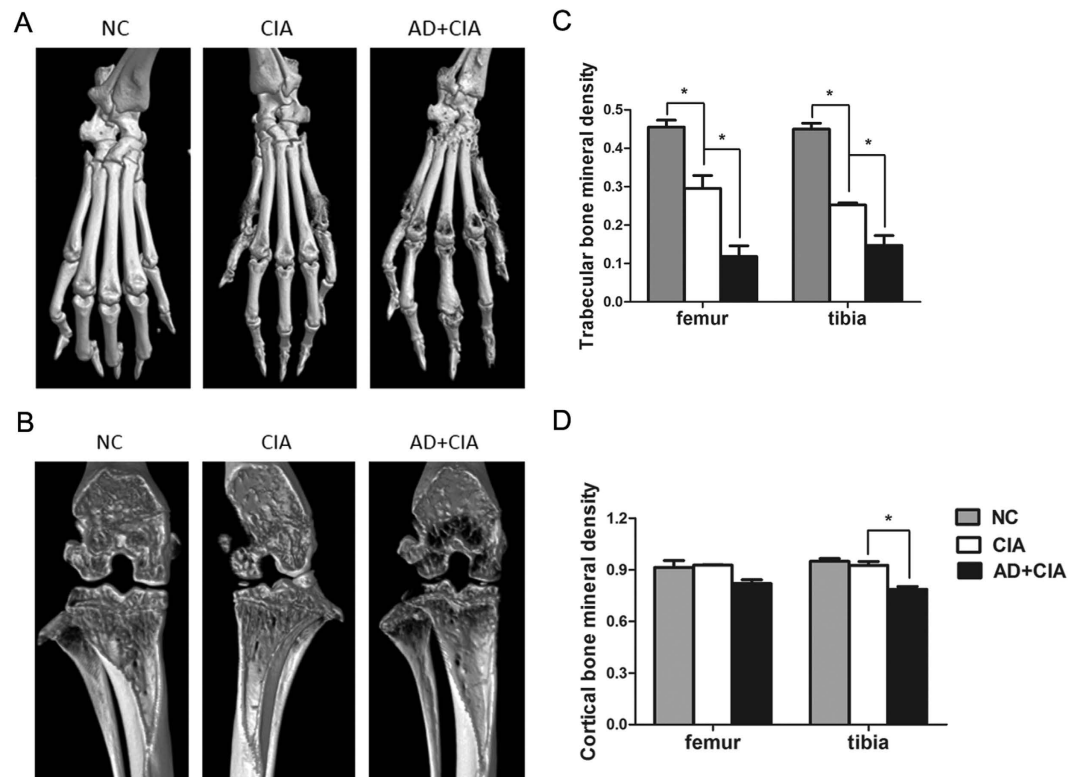 A
NC
CIA
AD+CIA
B
NC
CIA
AD+CIA
C
Trabecular bone mineral density
0.5
0.4
0.3
0.2
0.1
0.0
*
*
*
*
femur
tibia
D
Cortical bone mineral density
1.2
0.9
0.6
0.3
0.0
*
femur
tibia
NC
CIA
AD+CIA